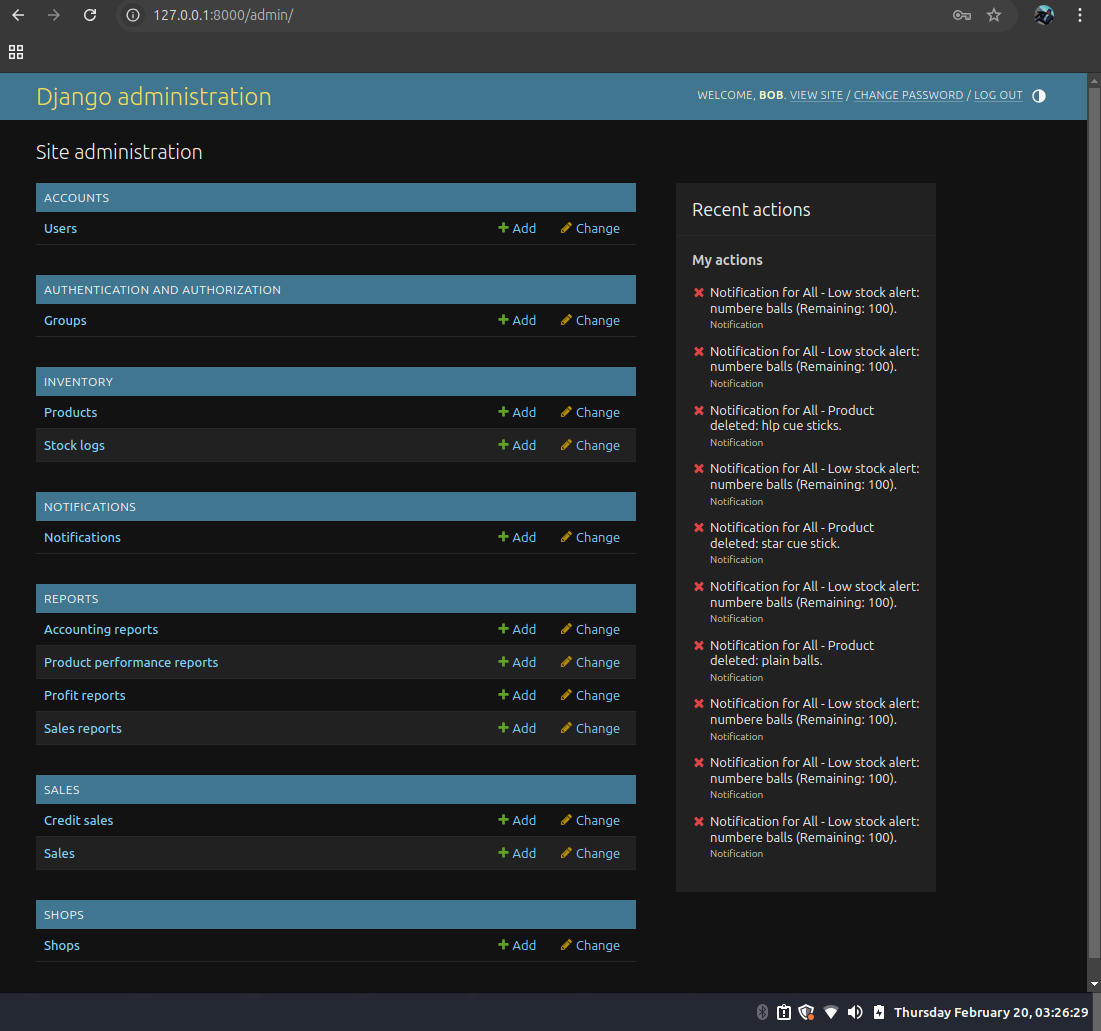 127.0.0.1:8000/admin/
Django administration
WELCOME, BOB. VIEW SITE / CHANGE PASSWORD / LOG OUT
Site administration
ACCOUNTS
Users Add Change
AUTHENTICATION AND AUTHORIZATION
Groups Add Change
INVENTORY
Products Add Change
Stock logs Add Change
NOTIFICATIONS
Notifications Add Change
REPORTS
Accounting reports Add Change
Product performance reports Add Change
Profit reports Add Change
Sales reports Add Change
SALES
Credit sales Add Change
Sales Add Change
SHOPS
Shops Add Change
Recent actions
My actions
Notification for All - Low stock alert:
numbere balls (Remaining: 100).
Notification
Notification for All - Low stock alert:
numbere balls (Remaining: 100).
Notification
Notification for All - Product
deleted: hlp cue sticks.
Notification
Notification for All - Low stock alert:
numbere balls (Remaining: 100).
Notification
Notification for All - Product
deleted: star cue stick.
Notification
Notification for All - Low stock alert:
numbere balls (Remaining: 100).
Notification
Notification for All - Product
deleted: plain balls.
Notification
Notification for All - Low stock alert:
numbere balls (Remaining: 100).
Notification
Notification for All - Low stock alert:
numbere balls (Remaining: 100).
Notification
Notification for All - Low stock alert:
numbere balls (Remaining: 100).
Notification
Thursday February 20, 03:26:29